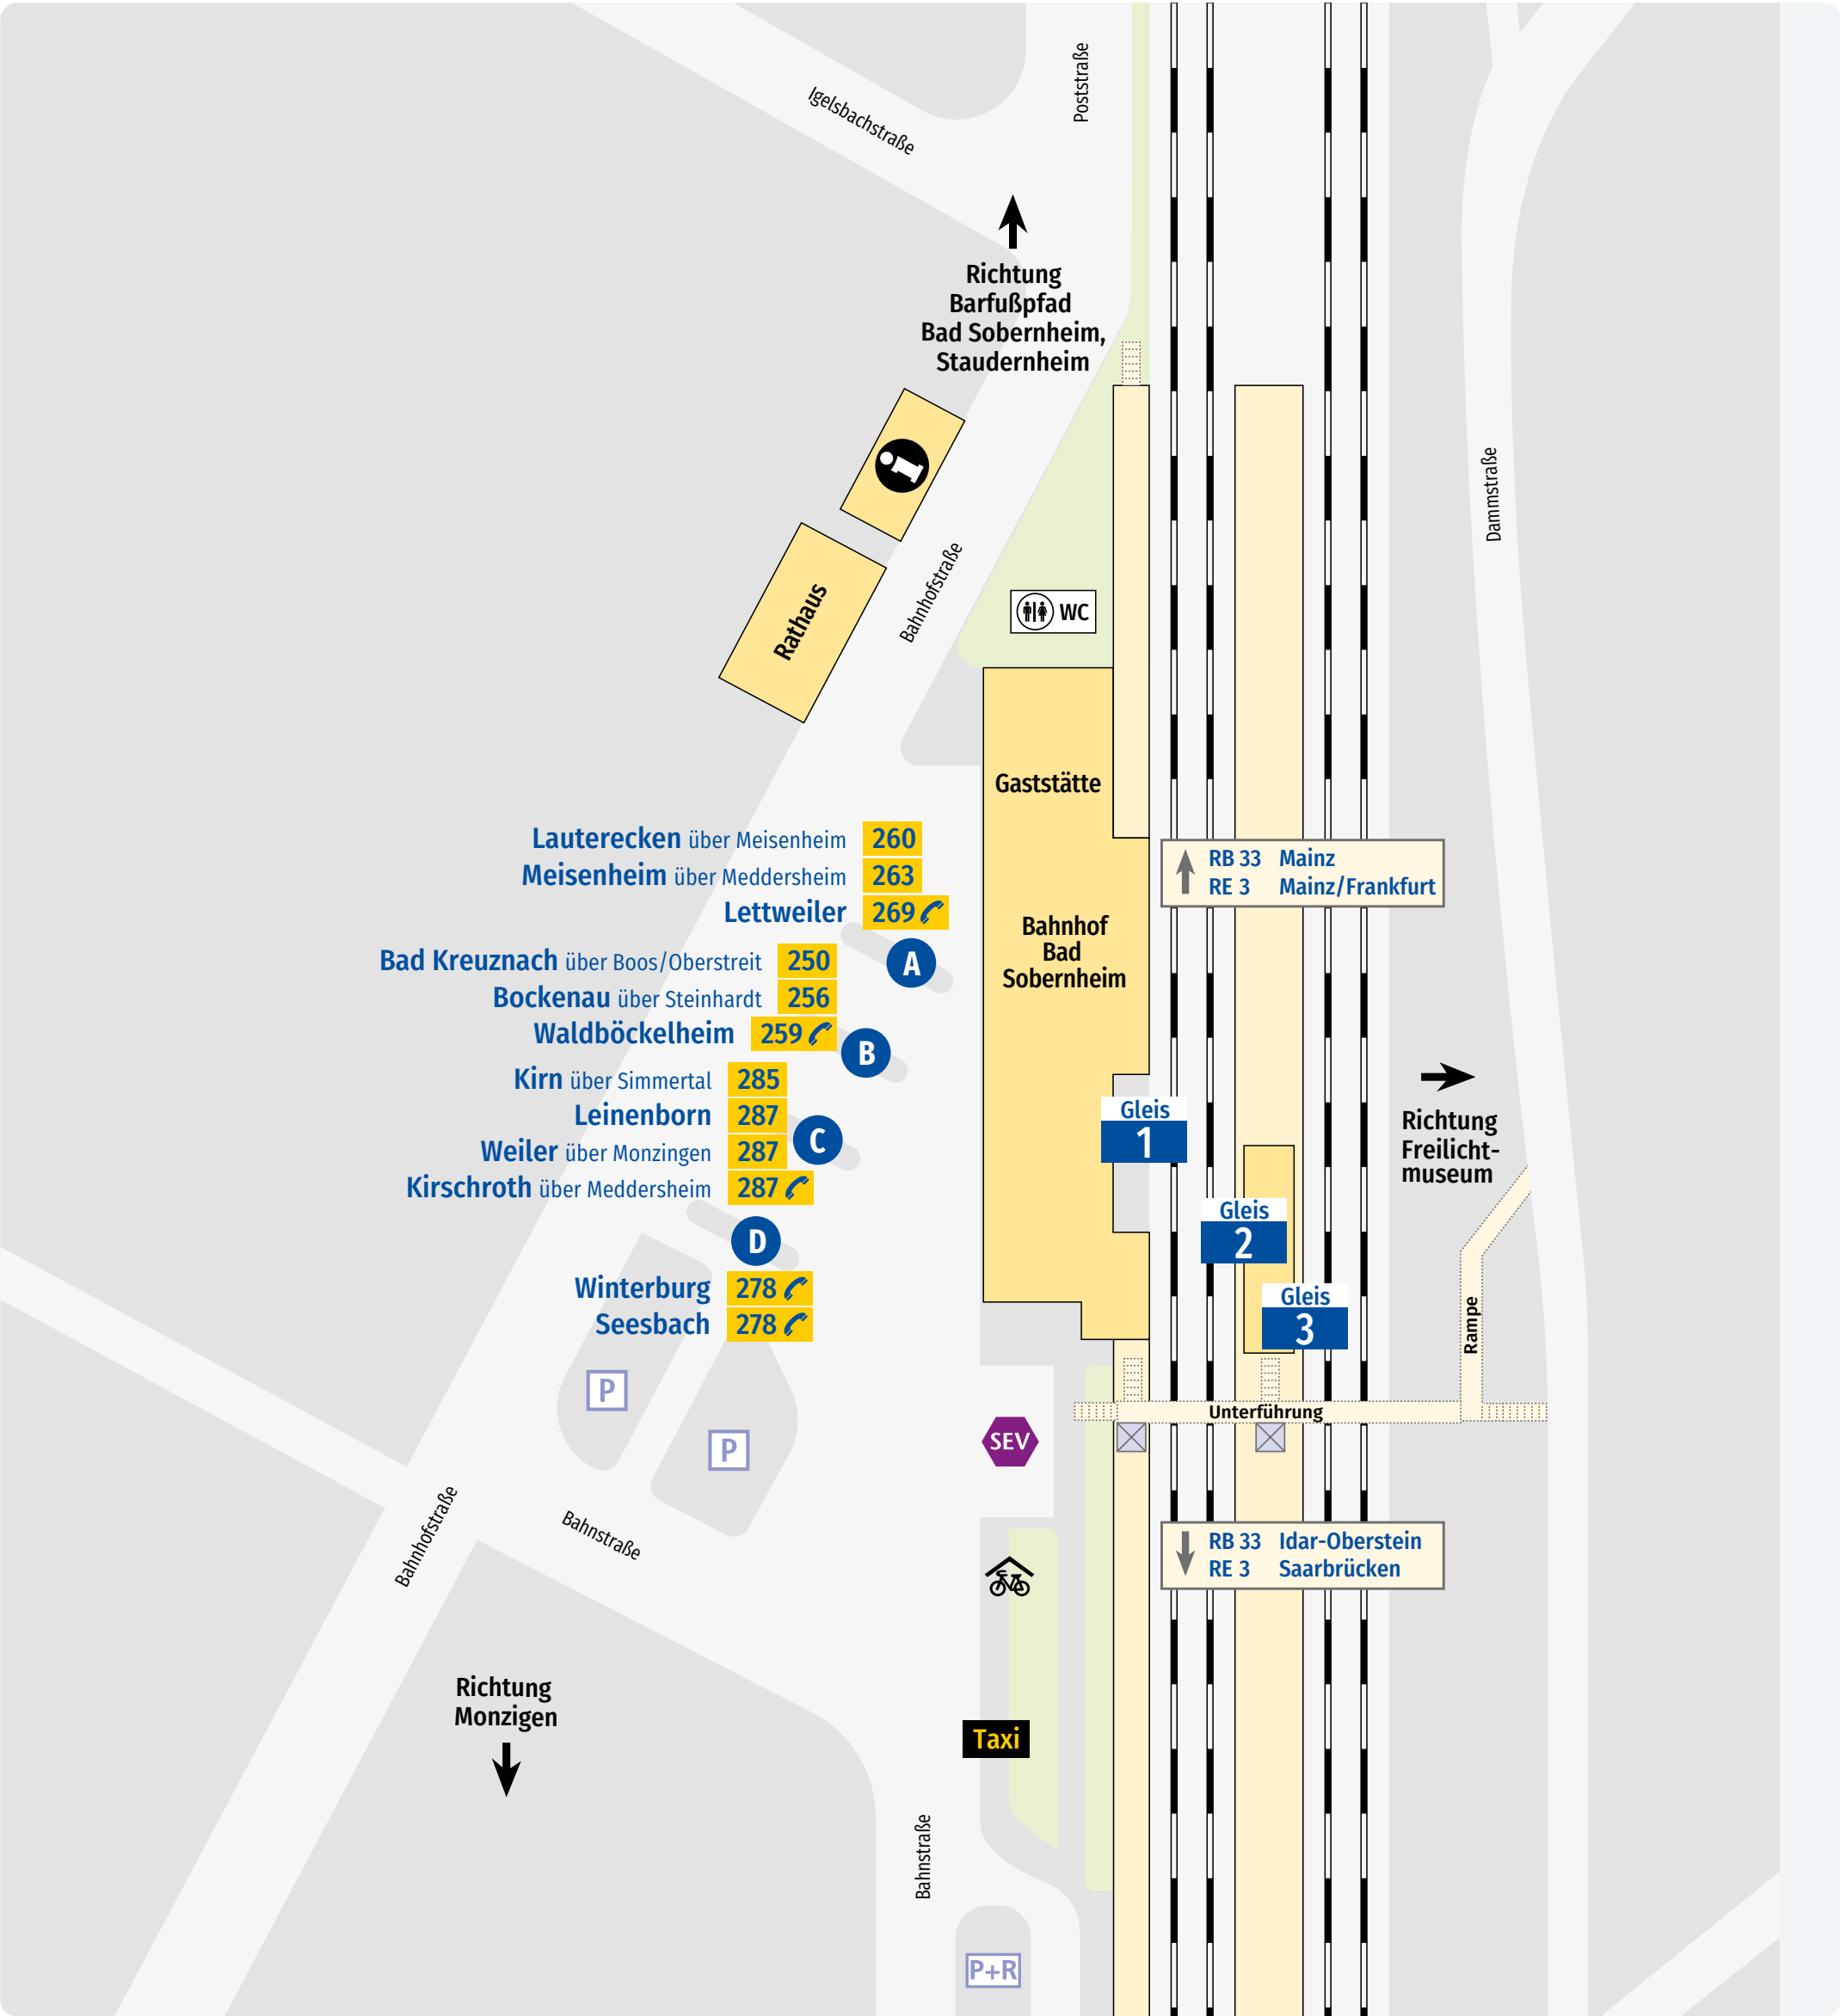 Igelsbachstraße
Poststraße
Richtung
Barfußpfad
Bad Sobernheim,
Staudernheim
Dammstraße
Bahnhofstraße
WC
Rathaus
Gaststätte
Lauterecken über Meisenheim 260
Meisenheim über Meddersheim 263
Lettweiler 269
A
RB 33 Mainz
RE 3 Mainz/Frankfurt
Bahnhof
Bad
Sobernheim
Bad Kreuznach über Boos/Oberstreit 250
Bockenau über Steinhardt 256
Waldböckelheim 259
B
Kirn über Simmertal 285
Leinenborn 287
Weiler über Monzingen 287
Kirschroth über Meddersheim 287
C
Gleis
1
Richtung
Freilicht-
museum
Gleis
2
D
Winterburg 278
Seesbach 278
Gleis
3
Rampe
P
P
Unterführung
SEV
Bahnhofstraße
Bahnstraße
RB 33 Idar-Oberstein
RE 3 Saarbrücken
Richtung
Monzigen
Taxi
Bahnstraße
P+R